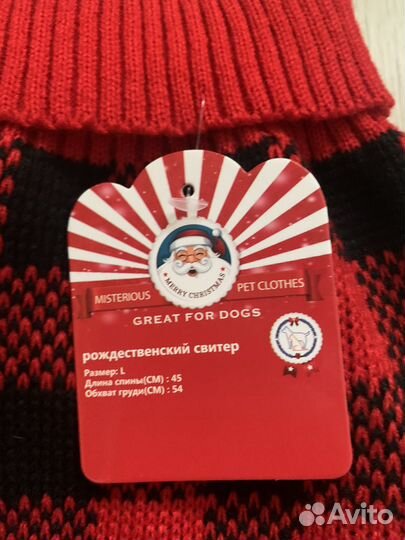 MERRY CHRISTMAS
MISTERIOUS PET CLOTHES
GREAT FOR DOGS
рождественский свитер
Размер: L
Длина спины(СМ) : 45
Обхват груди(СМ) : 54
Avito